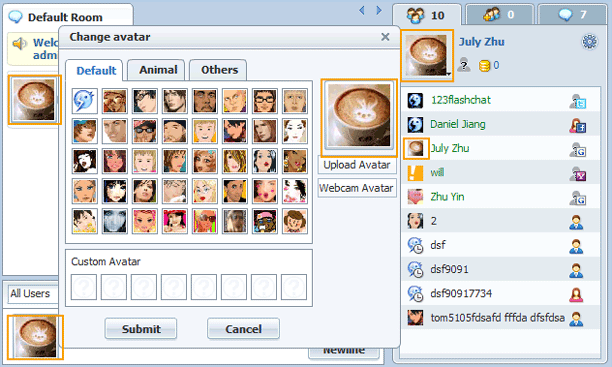 Default Room
Welc
adm
Change avatar
Default
Animal
Others
Upload Avatar
Webcam Avatar
Custom Avatar
Submit
Cancel
All Users
Newline
10
0
7
July Zhu
0
123flashchat
Daniel Jiang
July Zhu
will
Zhu Yin
2
dsf
dsf9091
dsf90917734
tom5105fdsafd fffda dfsfdsa